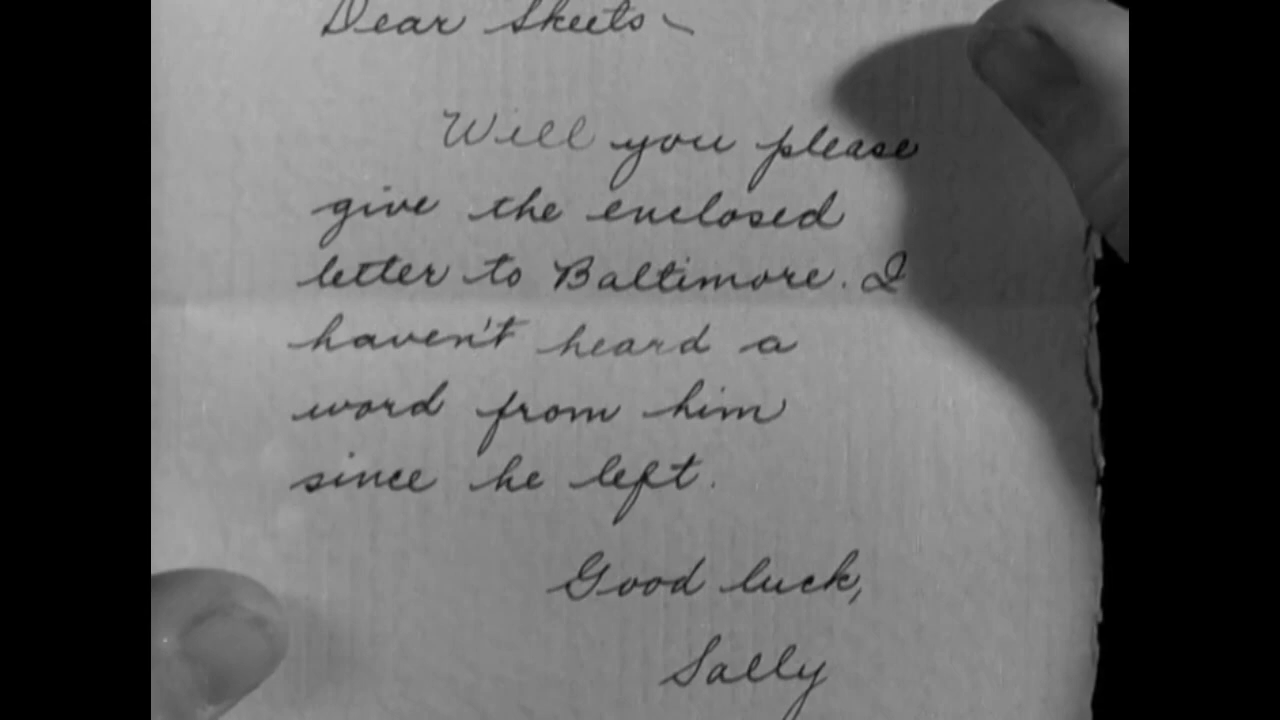 Dear Skeets -
Will you please
give the enclosed
letter to Baltimore. I
haven't heard a
word from him
since he left.
Good luck,
Sally